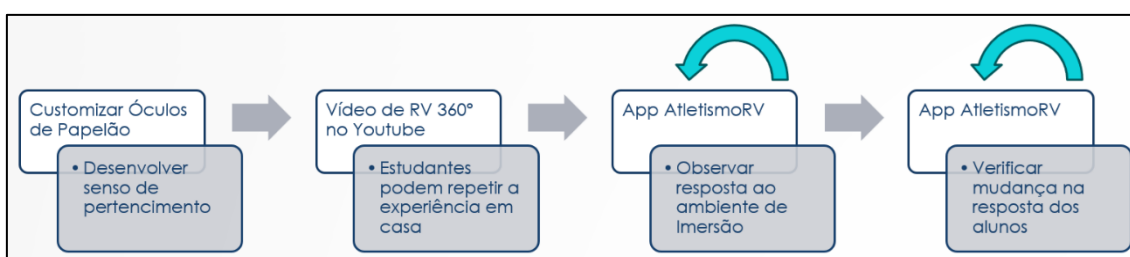 Customizar Óculos
de Papelão
• Desenvolver
senso de
pertencimento
Vídeo de RV 360°
no Youtube
• Estudantes
podem repetir a
experiência em
casa
App AtletismoRV
• Observar
resposta ao
ambiente de
Imersão
App AtletismoRV
• Verificar
mudança na
resposta dos
alunos